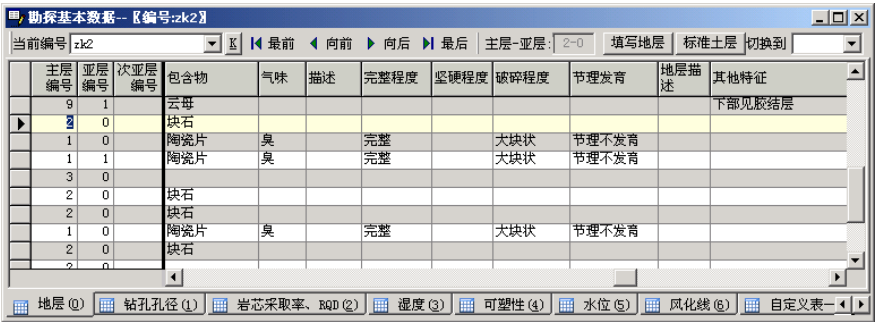 勘探基本数据--〖编号:zk2〗
当前编号 zk2 K 最前 向前 向后 最后 主层-亚层: 2-0 填写地层 标准土层 切换到
主层编号 亚层编号 次亚层编号 包含物 气味 描述 完整程度 坚硬程度 破碎程度 节理发育 地层描述 其他特征
9 1 云母 下部见胶结层
2 0 块石
1 0 陶瓷片 臭 完整 大块状 节理不发育
1 1 陶瓷片 臭 完整 大块状 节理不发育
3 0
2 0 块石
2 0 块石
1 0 陶瓷片 臭 完整 大块状 节理不发育
2 0 块石
地层(0) 钻孔孔径(1) 岩芯采取率、RQD(2) 湿度(3) 可塑性(4) 水位(5) 风化线(6) 自定义表一